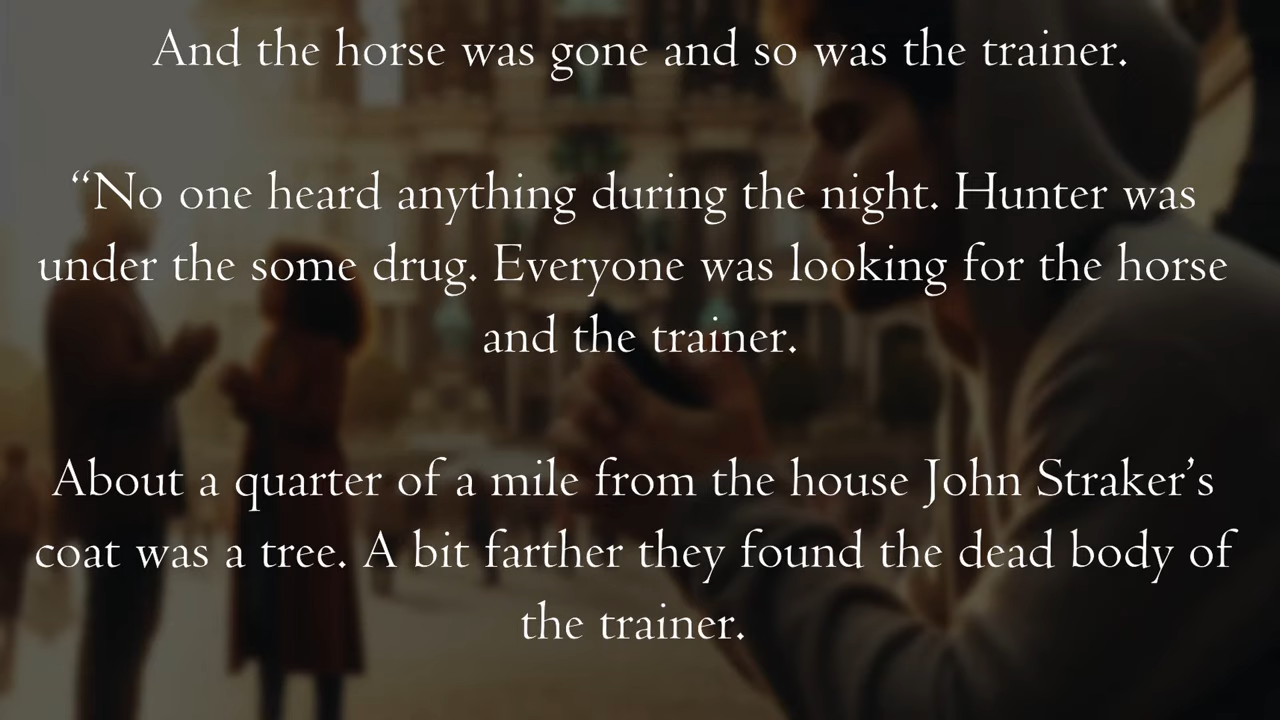 And the horse was gone and so was the trainer.
“No one heard anything during the night. Hunter was
under the some drug. Everyone was looking for the horse
and the trainer.
About a quarter of a mile from the house John Straker’s
coat was a tree. A bit farther they found the dead body of
the trainer.